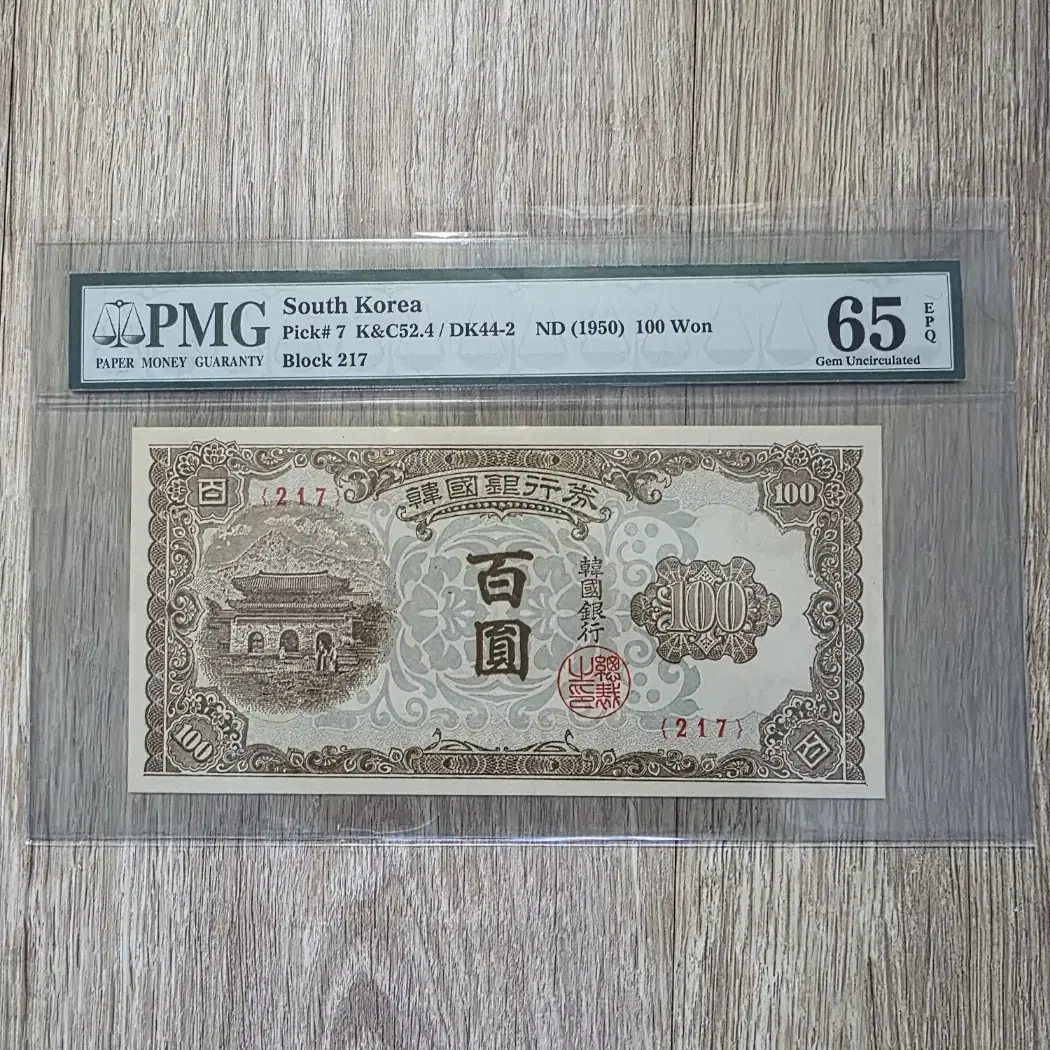 PMG
PAPER MONEY GUARANTY
South Korea
Pick# 7 K&C52.4 / DK44-2 ND (1950) 100 Won
Block 217
65
EPQ
Gem Uncirculated
百
{217}
韓國銀行券
100
百
圓
韓國銀行
總裁之印
100
100
{217}
百